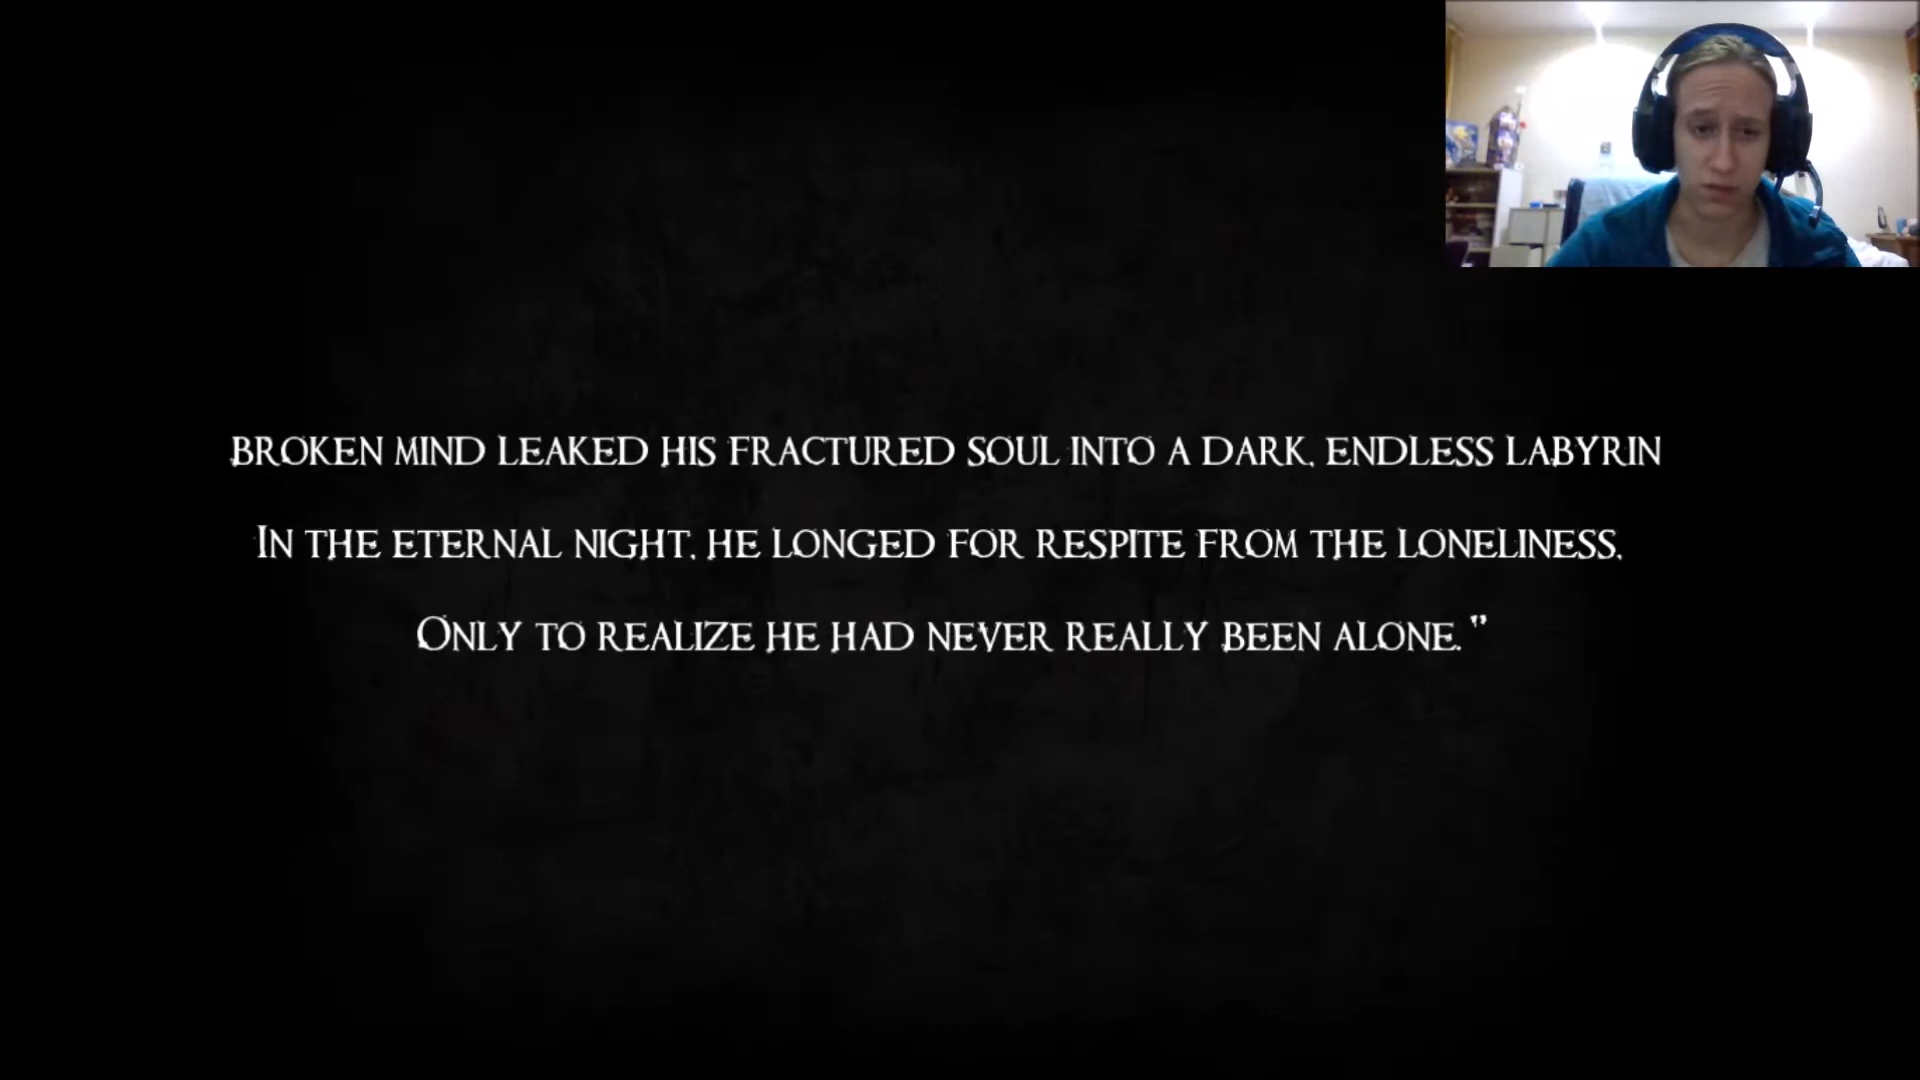 BROKEN MIND LEAKED HIS FRACTURED SOUL INTO A DARK, ENDLESS LABYRIN
IN THE ETERNAL NIGHT, HE LONGED FOR RESPITE FROM THE LONELINESS,
ONLY TO REALIZE HE HAD NEVER REALLY BEEN ALONE."